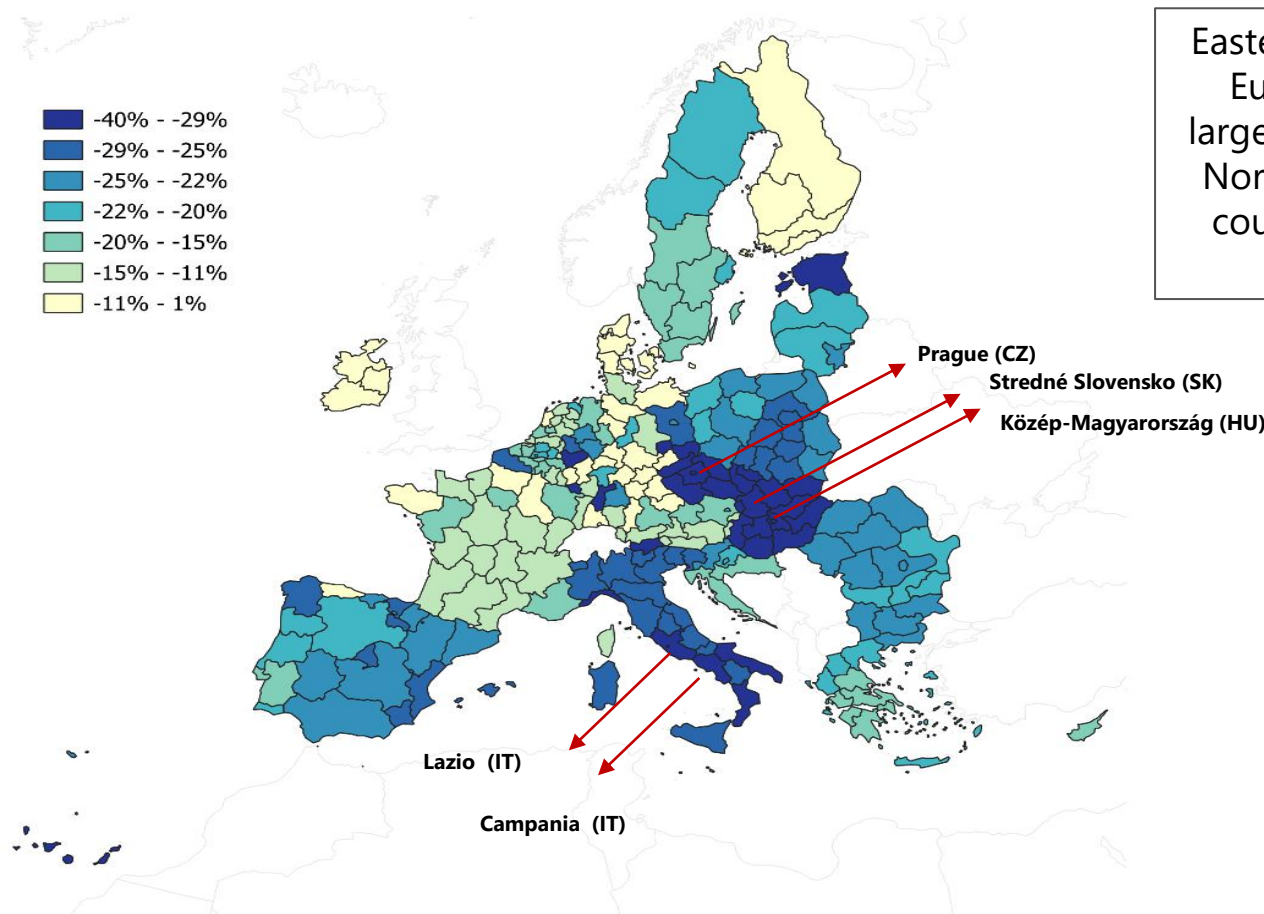 -40% - -29%
-29% - -25%
-25% - -22%
-22% - -20%
-20% - -15%
-15% - -11%
-11% - 1%
Prague (CZ)
Stredné Slovensko (SK)
Közép-Magyarország (HU)
Lazio (IT)
Campania (IT)
large